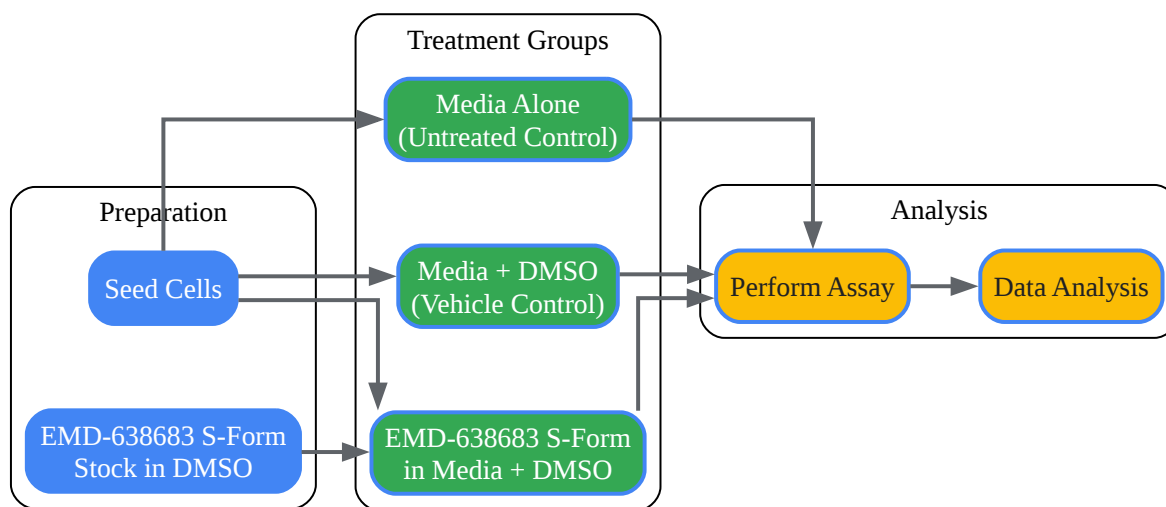 Preparation
Seed Cells
EMD-638683 S-Form
Stock in DMSO
Treatment Groups
Media Alone
(Untreated Control)
Media + DMSO
(Vehicle Control)
EMD-638683 S-Form
in Media + DMSO
Analysis
Perform Assay
Data Analysis